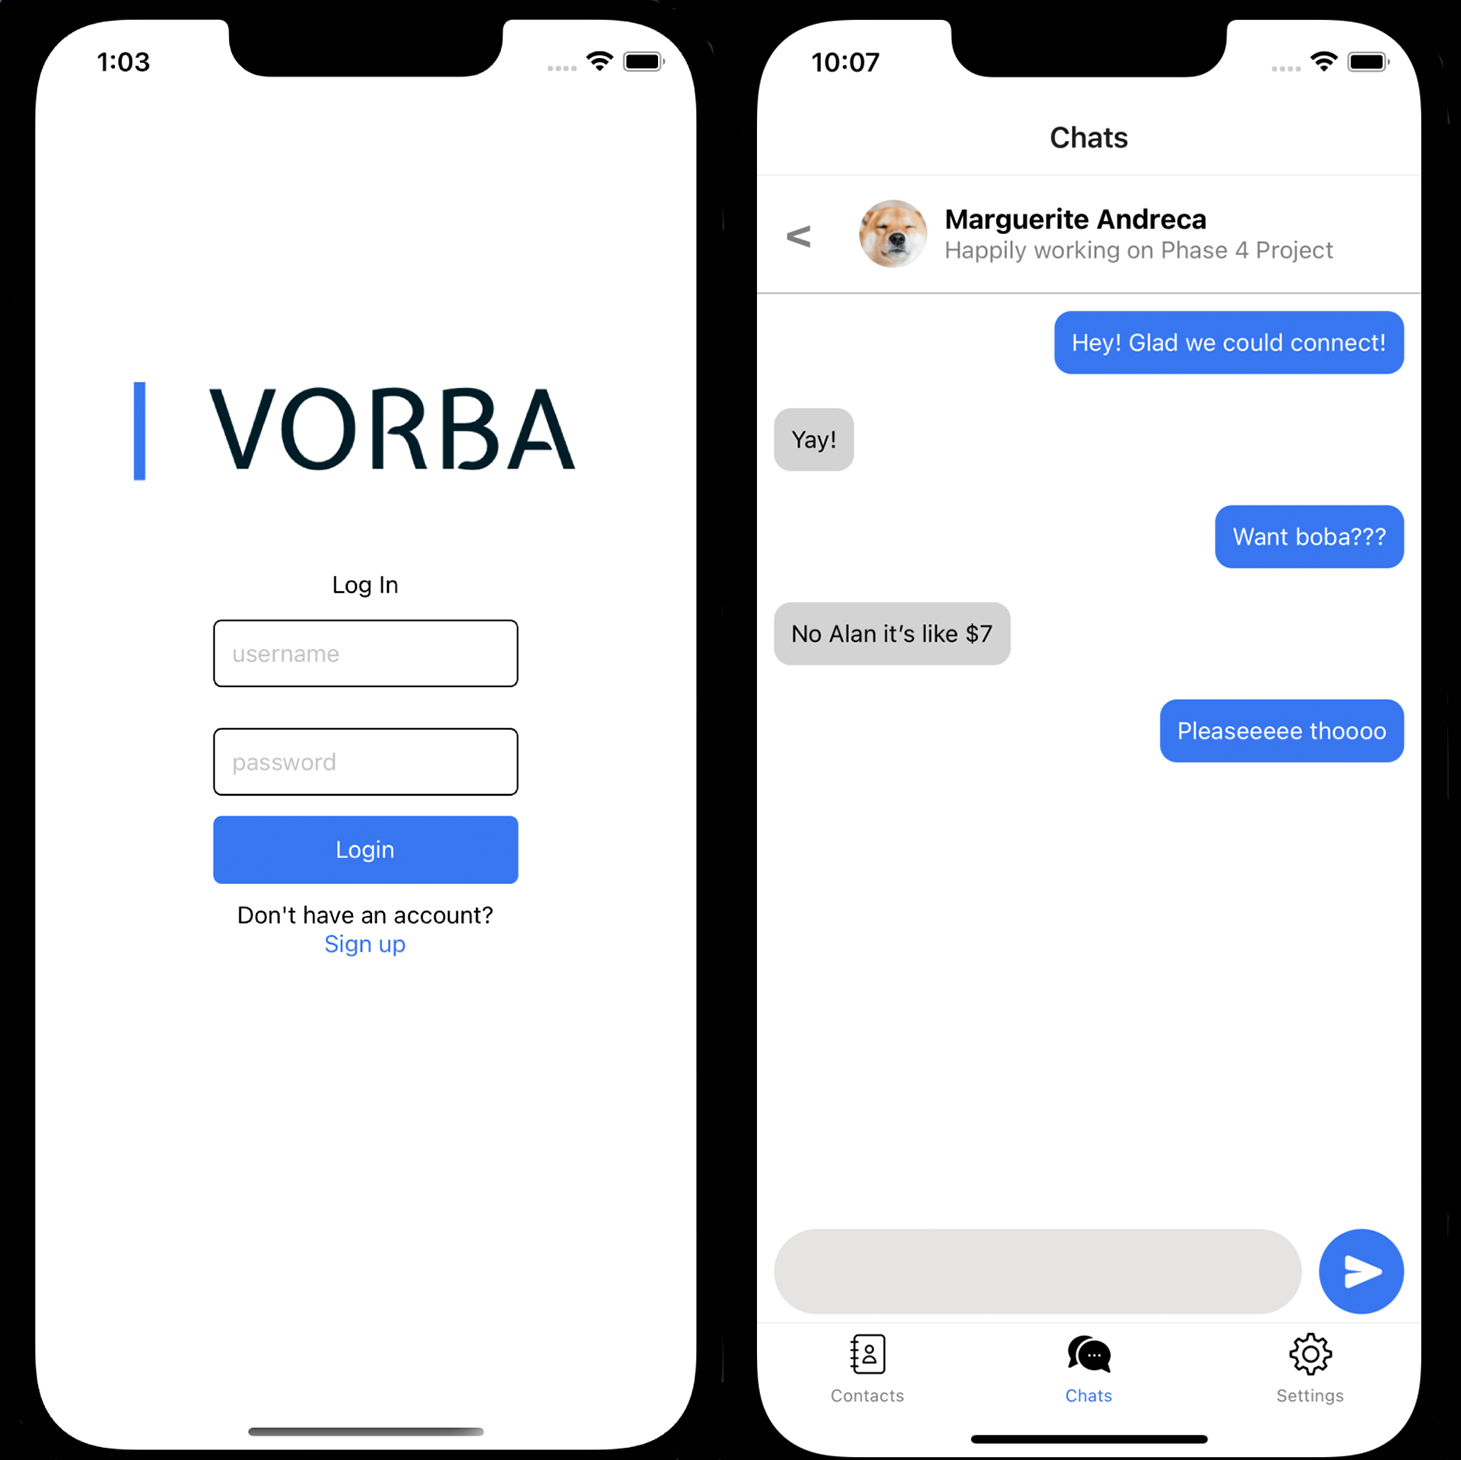 1:03
VORBA
Log In
username
password
Login
Don't have an account?
Sign up
10:07
Chats
<
Marguerite Andreca
Happily working on Phase 4 Project
Hey! Glad we could connect!
Yay!
Want boba???
No Alan it’s like $7
Pleaseeeee thoooo
Contacts
Chats
Settings